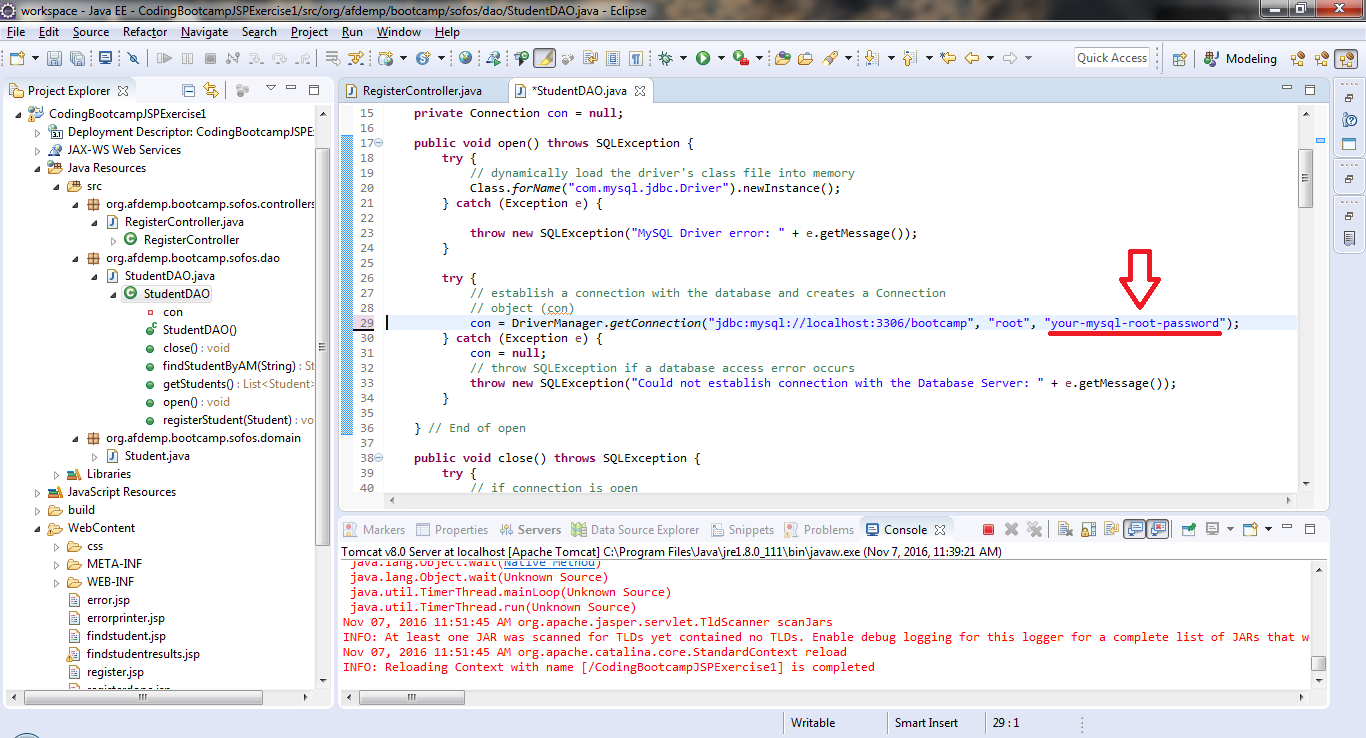 workspace - Java EE - CodingBootcampJSPExercise1/src/org/afdemp/bootcamp/sofos/dao/StudentDAO.java - Eclipse
File Edit Source Refactor Navigate Search Project Run Window Help
Quick Access
Modeling
Project Explorer
CodingBootcampJSPExercise1
Deployment Descriptor: CodingBootcampJSPE
JAX-WS Web Services
Java Resources
src
org.afdemp.bootcamp.sofos.controllers
RegisterController.java
RegisterController
org.afdemp.bootcamp.sofos.dao
StudentDAO.java
StudentDAO
con
StudentDAO()
close() : void
findStudentByAM(String) : St
getStudents() : List<Student>
open() : void
registerStudent(Student) : vo
org.afdemp.bootcamp.sofos.domain
Student.java
Libraries
JavaScript Resources
build
WebContent
css
META-INF
WEB-INF
error.jsp
errorprinter.jsp
findstudent.jsp
findstudentresults.jsp
register.jsp
registerdone.jsp
RegisterController.java *StudentDAO.java
15 private Connection con = null;
16
17 public void open() throws SQLException {
18 try {
19 // dynamically load the driver's class file into memory
20 Class.forName("com.mysql.jdbc.Driver").newInstance();
21 } catch (Exception e) {
22
23 throw new SQLException("MySQL Driver error: " + e.getMessage());
24 }
25
26 try {
27 // establish a connection with the database and creates a Connection
28 // object (con)
29 con = DriverManager.getConnection("jdbc:mysql://localhost:3306/bootcamp", "root", "your-mysql-root-password");
30 } catch (Exception e) {
31 con = null;
32 // throw SQLException if a database access error occurs
33 throw new SQLException("Could not establish connection with the Database Server: " + e.getMessage());
34 }
35
36 } // End of open
37
38 public void close() throws SQLException {
39 try {
40 // if connection is open
Markers Properties Servers Data Source Explorer Snippets Problems Console
Tomcat v8.0 Server at localhost [Apache Tomcat] C:\Program Files\Java\jre1.8.0_111\bin\javaw.exe (Nov 7, 2016, 11:39:21 AM)
java.lang.Object.wait(Native Method)
java.lang.Object.wait(Unknown Source)
java.util.TimerThread.mainLoop(Unknown Source)
java.util.TimerThread.run(Unknown Source)
Nov 07, 2016 11:51:45 AM org.apache.jasper.servlet.TldScanner scanJars
INFO: At least one JAR was scanned for TLDs yet contained no TLDs. Enable debug logging for this logger for a complete list of JARs that w
Nov 07, 2016 11:51:45 AM org.apache.catalina.core.StandardContext reload
INFO: Reloading Context with name [/CodingBootcampJSPExercise1] is completed
Writable Smart Insert 29 : 1